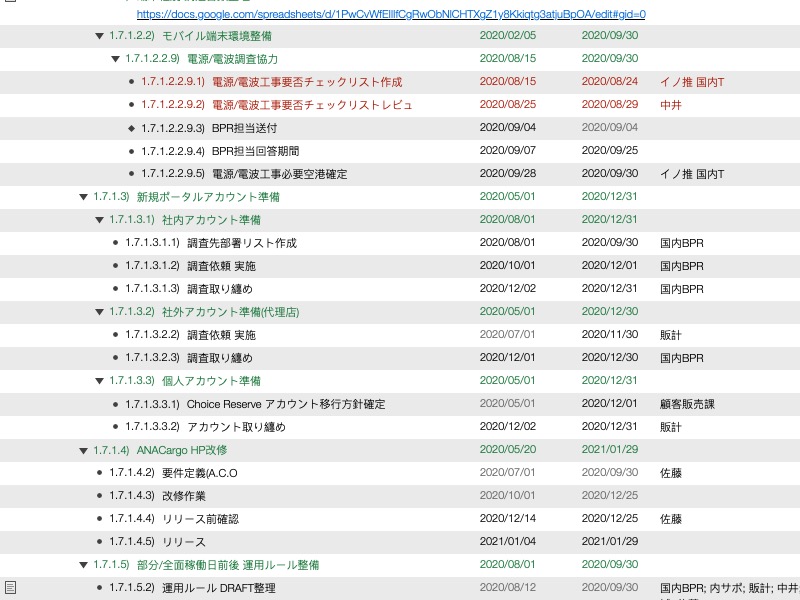 https://docs.google.com/spreadsheets/d/1PwCvWfEIlIfCgRwObNlCHTXqZ1y8Kkiqtg3atjuBpOA/edit#gid=0
1.7.1.2.2) モバイル端末環境整備 2020/02/05 2020/09/30
1.7.1.2.2.9) 電源/電波調査協力 2020/08/15 2020/09/30
1.7.1.2.2.9.1) 電源/電波工事要否チェックリスト作成 2020/08/15 2020/08/24 イノ推 国内T
1.7.1.2.2.9.2) 電源/電波工事要否チェックリストレビュ 2020/08/25 2020/08/29 中井
1.7.1.2.2.9.3) BPR担当送付 2020/09/04 2020/09/04
1.7.1.2.2.9.4) BPR担当回答期間 2020/09/07 2020/09/25
1.7.1.2.2.9.5) 電源/電波工事必要空港確定 2020/09/28 2020/09/30 イノ推 国内T
1.7.1.3) 新規ポータルアカウント準備 2020/05/01 2020/12/31
1.7.1.3.1) 社内アカウント準備 2020/08/01 2020/12/31
1.7.1.3.1.1) 調査先部署リスト作成 2020/08/01 2020/09/30 国内BPR
1.7.1.3.1.2) 調査依頼 実施 2020/10/01 2020/12/01 国内BPR
1.7.1.3.1.3) 調査取り纏め 2020/12/02 2020/12/31 国内BPR
1.7.1.3.2) 社外アカウント準備(代理店) 2020/05/01 2020/12/30
1.7.1.3.2.2) 調査依頼 実施 2020/07/01 2020/11/30 販計
1.7.1.3.2.3) 調査取り纏め 2020/12/01 2020/12/30 国内BPR
1.7.1.3.3) 個人アカウント準備 2020/05/01 2020/12/31
1.7.1.3.3.1) Choice Reserve アカウント移行方針確定 2020/05/01 2020/12/01 顧客販売課
1.7.1.3.3.2) アカウント取り纏め 2020/12/02 2020/12/31 販計
1.7.1.4) ANACargo HP改修 2020/05/20 2021/01/29
1.7.1.4.2) 要件定義(A.C.O 2020/07/01 2020/09/30 佐藤
1.7.1.4.3) 改修作業 2020/10/01 2020/12/25
1.7.1.4.4) リリース前確認 2020/12/14 2020/12/25 佐藤
1.7.1.4.5) リリース 2021/01/04 2021/01/29
1.7.1.5) 部分/全面稼働日前後 運用ルール整備 2020/08/01 2020/09/30
1.7.1.5.2) 運用ルール DRAFT整理 2020/08/12 2020/09/30 国内BPR; 内サポ; 販計; 中井